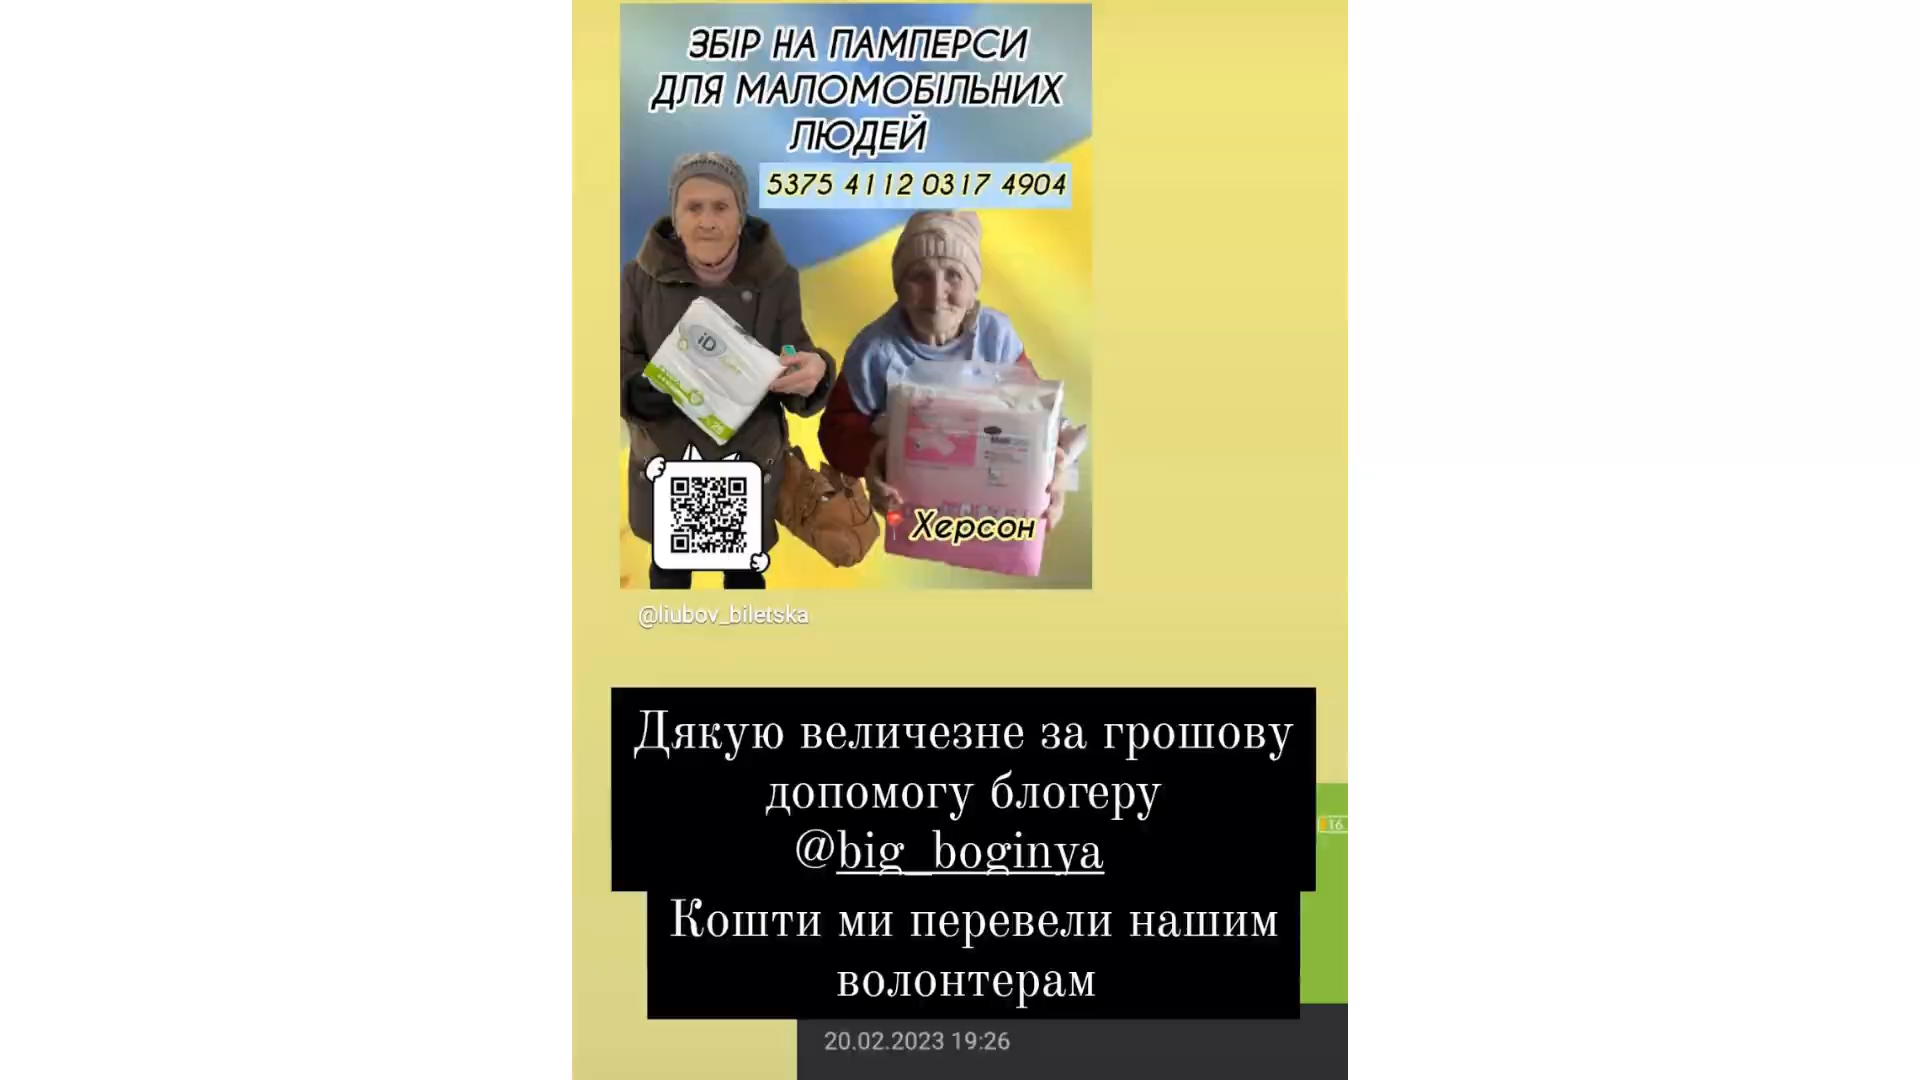 ЗБІР НА ПАМПЕРСИ
ДЛЯ МАЛОМОБІЛЬНИХ
ЛЮДЕЙ
5375 4112 0317 4904
iD
Херсон
@liubov_biletska
Дякую величезне за грошову
допомогу блогеру
@big_boginya
16
Кошти ми перевели нашим
волонтерам
20.02.2023 19:26